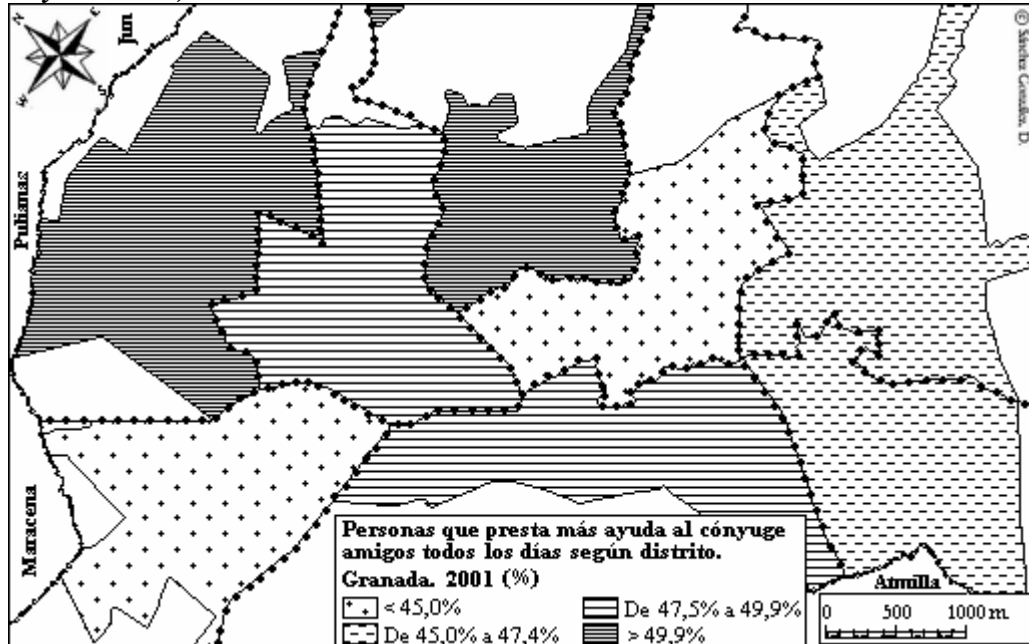 N
E
S
W
Jun
© Sánchez González, D.
Pulianas
Maracena
Personas que presta más ayuda al cónyuge
amigos todos los días según distrito.
Granada. 2001 (%)
< 45,0%
De 47,5% a 49,9%
De 45,0% a 47,4%
> 49,9%
Atmilla
0 500 1000 m.